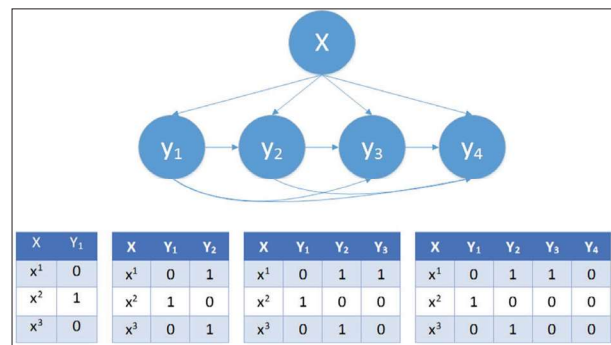 X
y₁ y₂ y₃ y₄
X Y₁
x¹ 0
x² 1
x³ 0
X Y₁ Y₂
x¹ 0 1
x² 1 0
x³ 0 1
X Y₁ Y₂ Y₃
x¹ 0 1 1
x² 1 0 0
x³ 0 1 0
X Y₁ Y₂ Y₃ Y₄
x¹ 0 1 1 0
x² 1 0 0 0
x³ 0 1 0 0